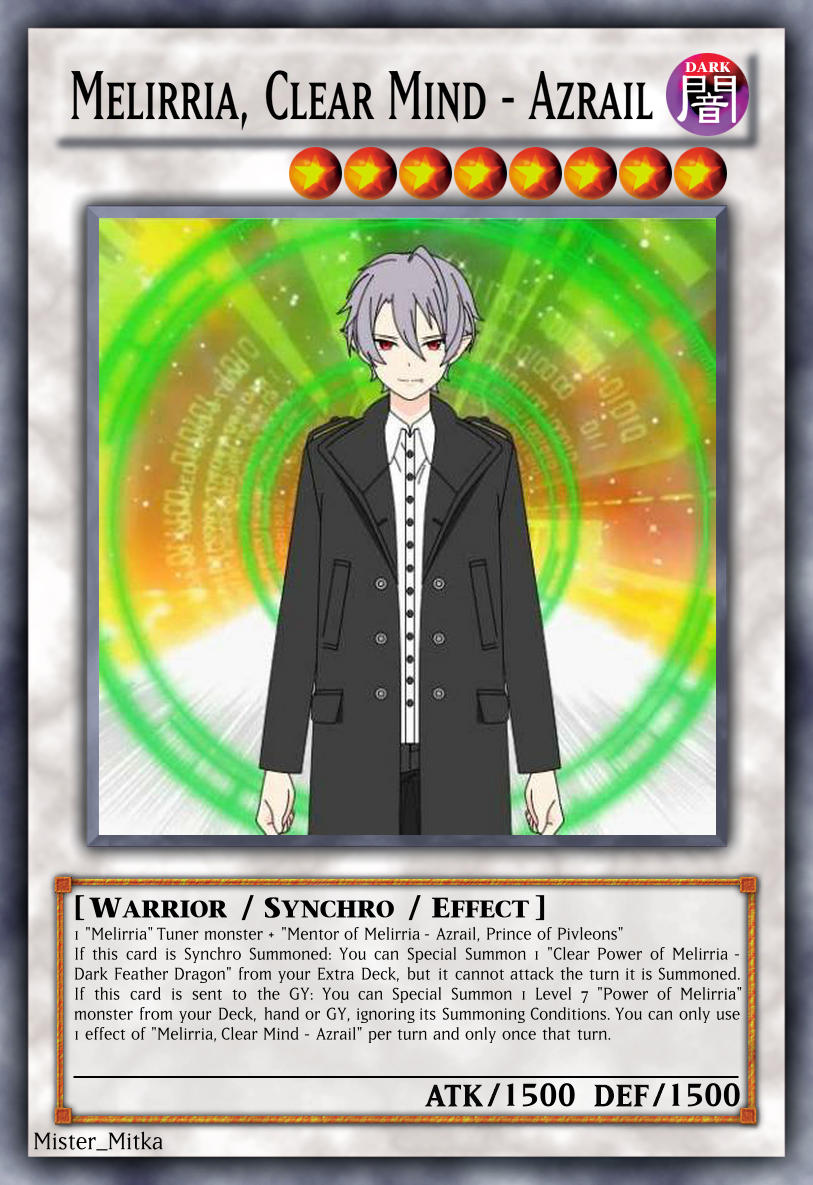 Melirria, Clear Mind - Azrail
DARK
闇
[ Warrior / Synchro / Effect ]
1 "Melirria" Tuner monster + "Mentor of Melirria - Azrail, Prince of Pivleons"
If this card is Synchro Summoned: You can Special Summon 1 "Clear Power of Melirria -
Dark Feather Dragon" from your Extra Deck, but it cannot attack the turn it is Summoned.
If this card is sent to the GY: You can Special Summon 1 Level 7 "Power of Melirria"
monster from your Deck, hand or GY, ignoring its Summoning Conditions. You can only use
1 effect of "Melirria, Clear Mind - Azrail" per turn and only once that turn.
ATK/1500 DEF/1500
Mister_Mitka